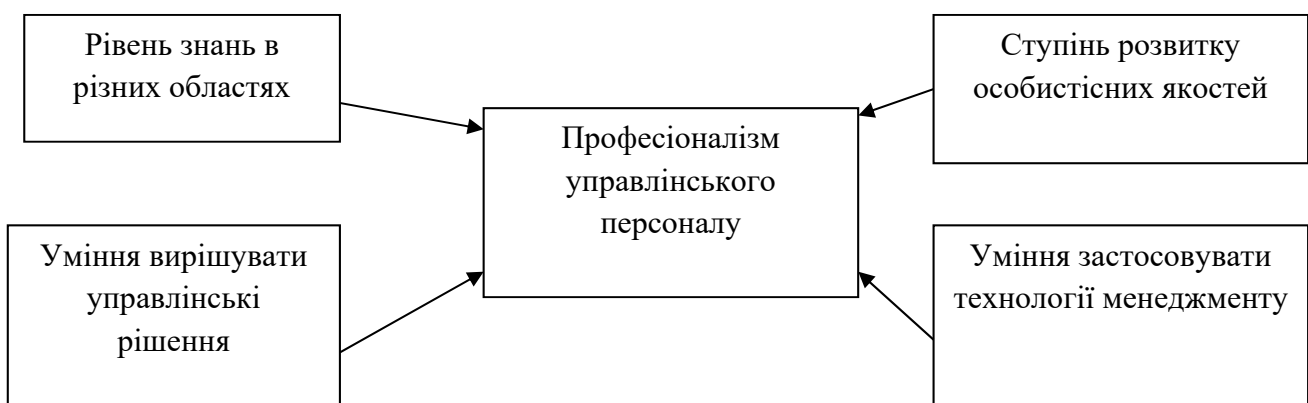 Рівень знань в
різних областях
Ступінь розвитку
особистісних якостей
Професіоналізм
управлінського
персоналу
Уміння вирішувати
управлінські
рішення
Уміння застосовувати
технології менеджменту